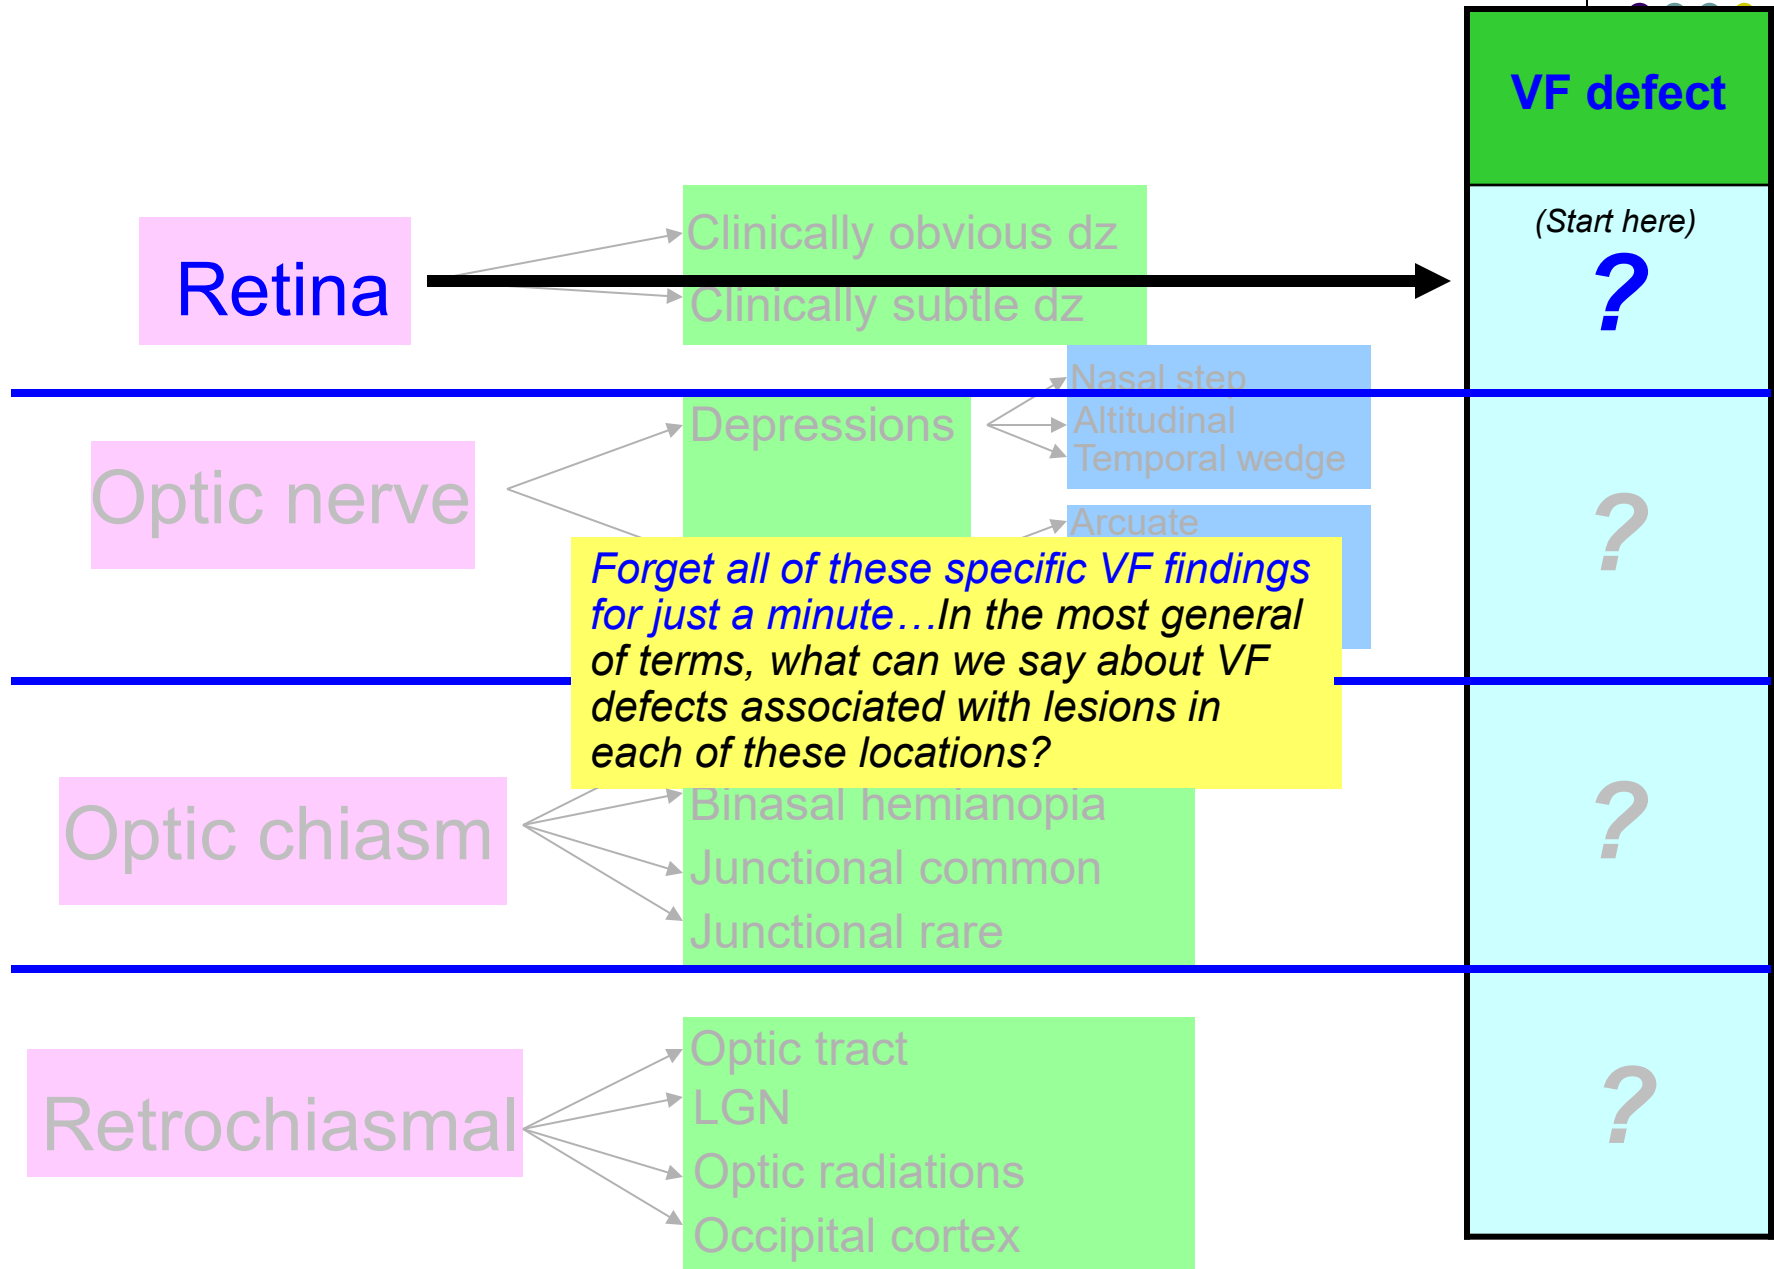 VF defect
(Start here)
?
Retina
Clinically obvious dz
Clinically subtle dz
Optic nerve
Depressions
Nasal step
Altitudinal
Temporal wedge
Arcuate
?
Forget all of these specific VF findings
for just a minute…In the most general
of terms, what can we say about VF
defects associated with lesions in
each of these locations?
Optic chiasm
Binasal hemianopia
Junctional common
Junctional rare
?
Retrochiasmal
Optic tract
LGN
Optic radiations
Occipital cortex
?